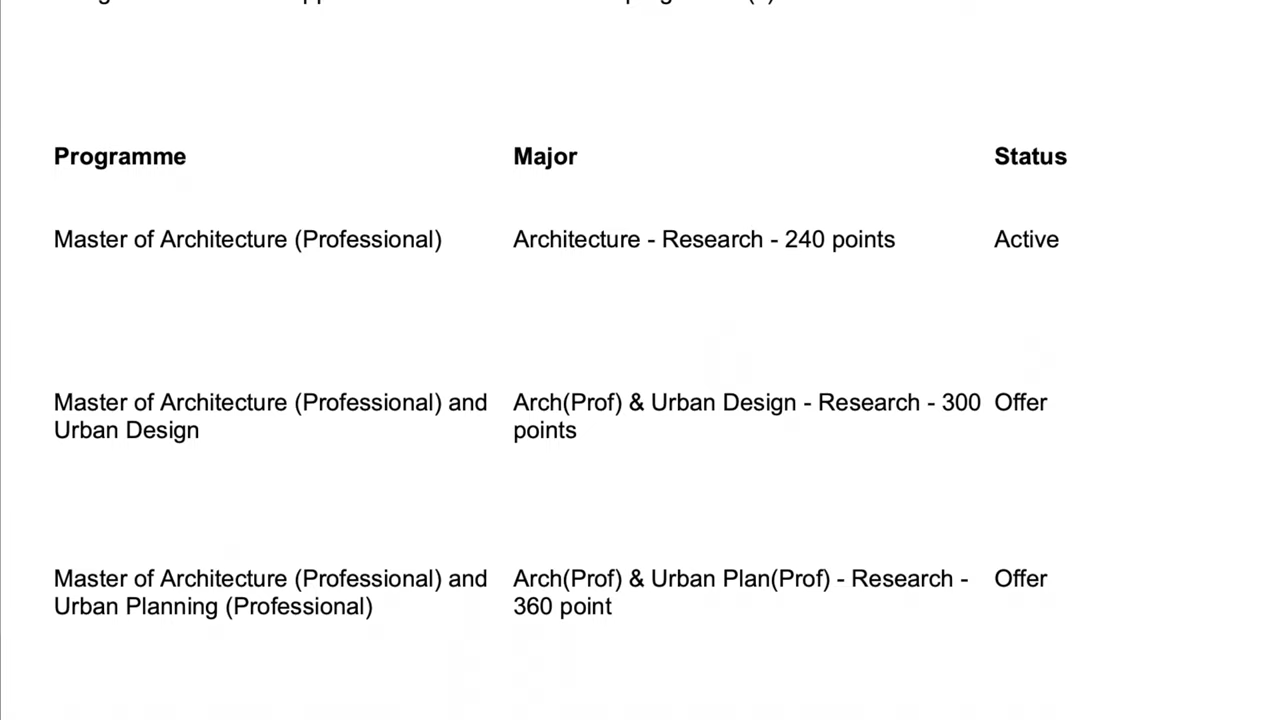 Programme Major Status
Master of Architecture (Professional) Architecture - Research - 240 points Active
Master of Architecture (Professional) and Arch(Prof) & Urban Design - Research - 300 Offer
Urban Design points
Master of Architecture (Professional) and Arch(Prof) & Urban Plan(Prof) - Research - Offer
Urban Planning (Professional) 360 point